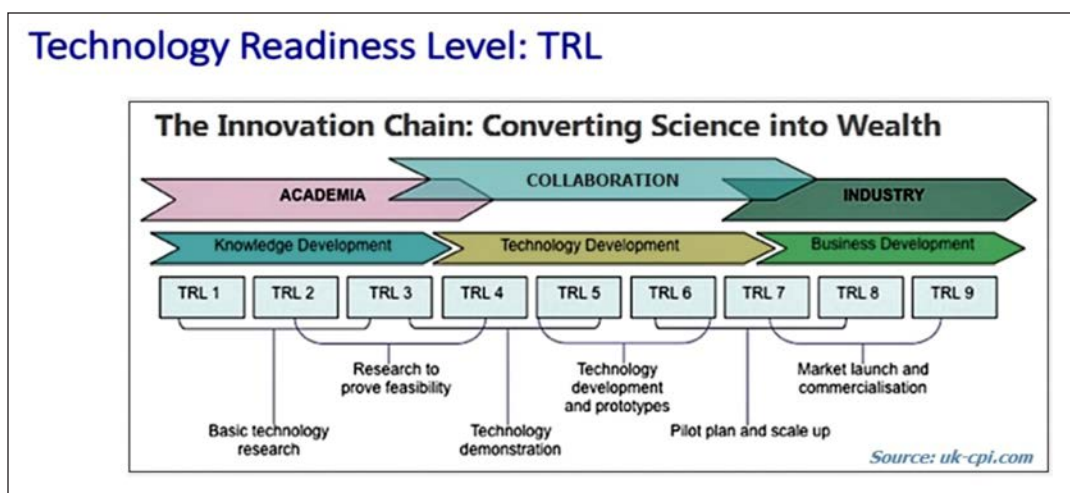 Technology Readiness Level: TRL
The Innovation Chain: Converting Science into Wealth
COLLABORATION
ACADEMIA
INDUSTRY
Knowledge Development
Technology Development
Business Development
TRL 1
TRL 2
TRL 3
TRL 4
TRL 5
TRL 6
TRL 7
TRL 8
TRL 9
Research to
prove feasibility
Technology
development
and prototypes
Market launch and
commercialisation
Basic technology
research
Technology
demonstration
Pilot plan and scale up
Source: uk-cpi.com